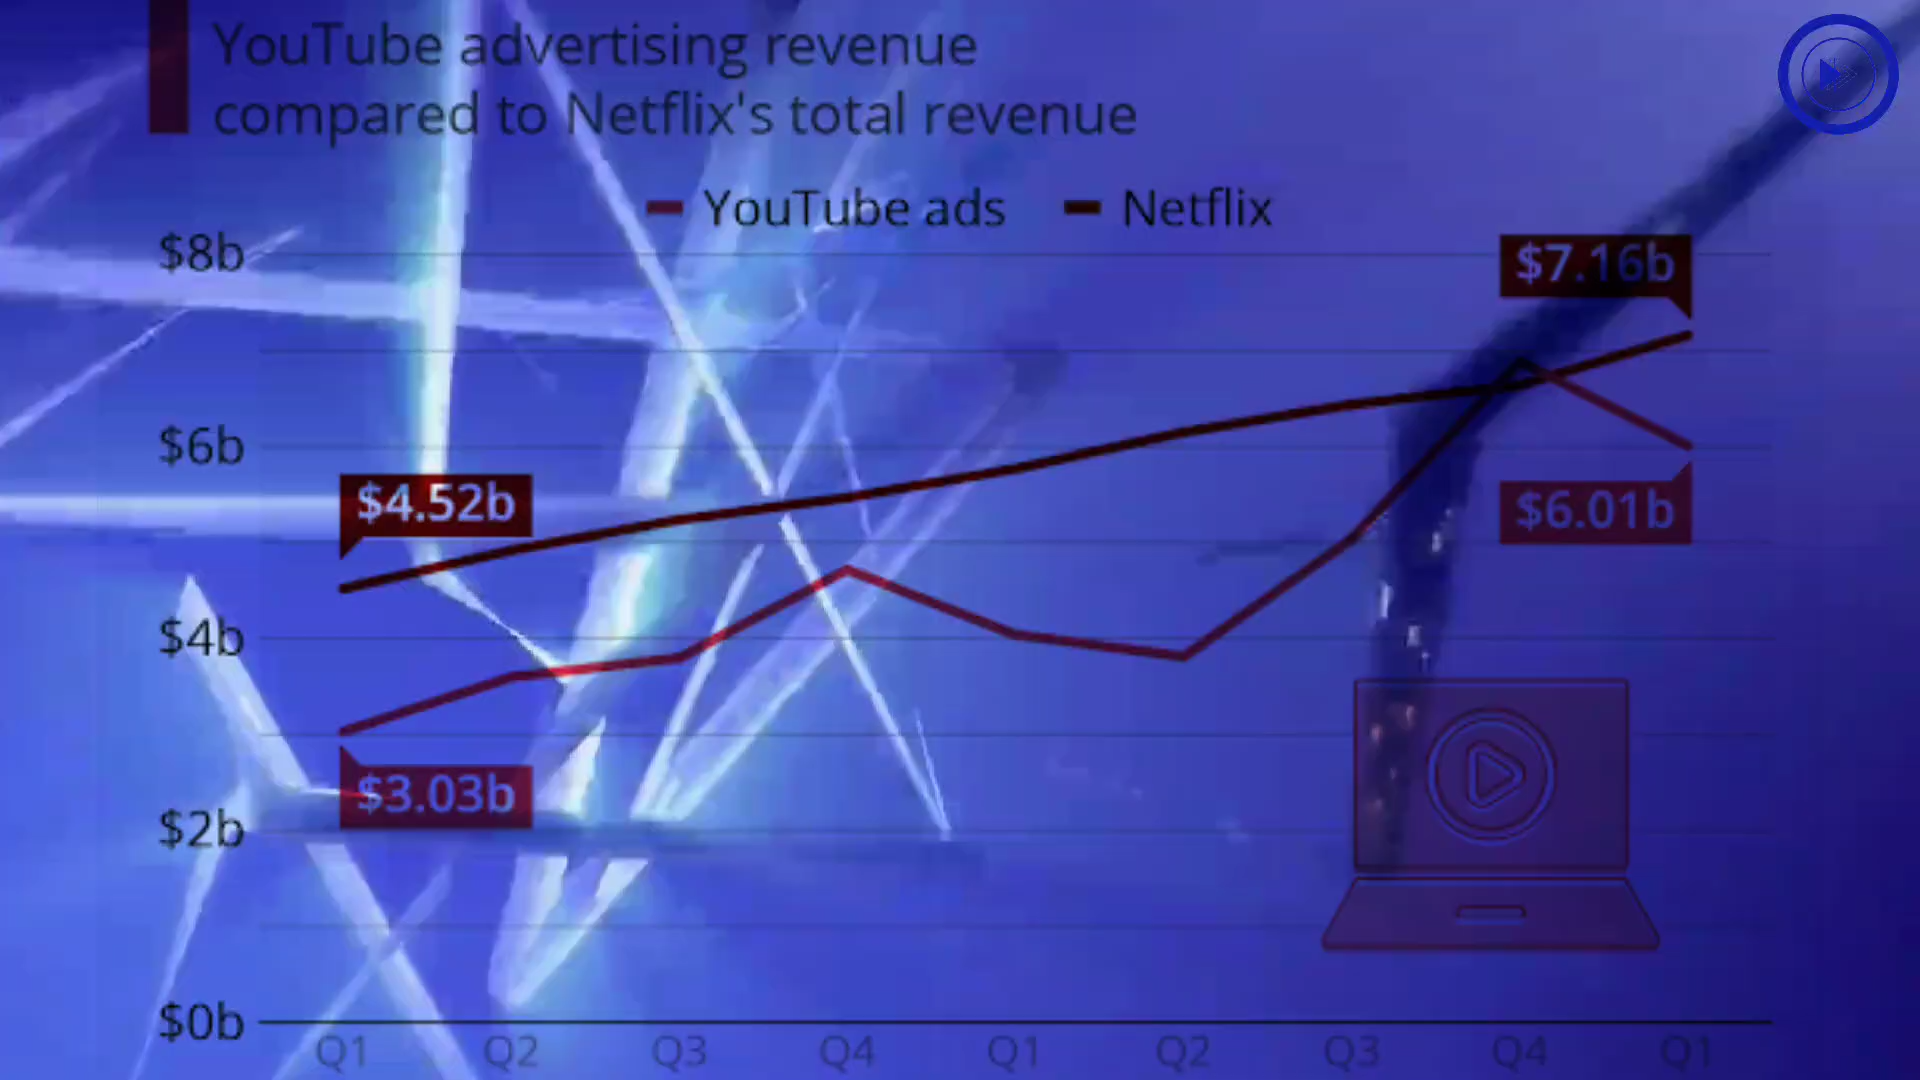 YouTube advertising revenue
compared to Netflix's total revenue
YouTube ads Netflix
$8b
$7.16b
$6b
$4.52b
$6.01b
$4b
$3.03b
$2b
$0b
Q1 Q2 Q3 Q4 Q1 Q2 Q3 Q4 Q1